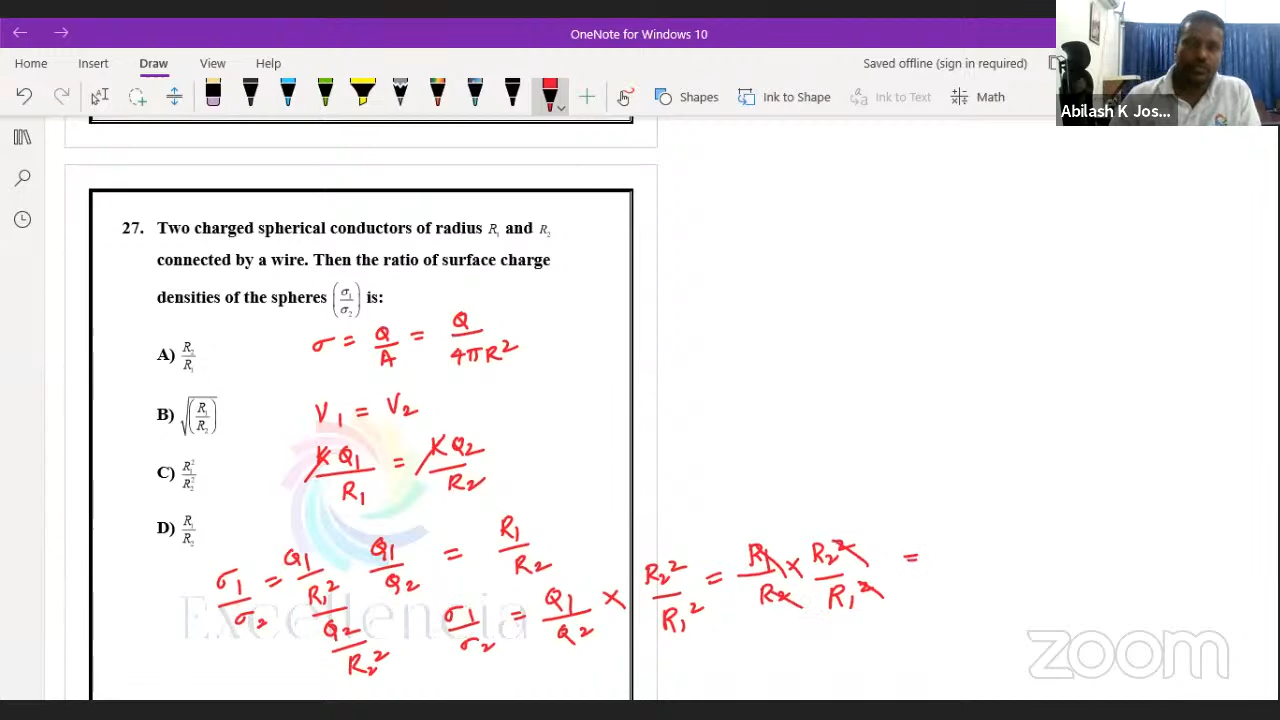 OneNote for Windows 10
Home Insert Draw View Help Saved offline (sign in required)
Shapes Ink to Shape Ink to Text Math
Abilash K Jos...
27. Two charged spherical conductors of radius R₁ and R₂
connected by a wire. Then the ratio of surface charge
densities of the spheres (σ₁/σ₂) is:
σ = Q/A = Q/4πR²
A) R₂/R₁
V₁ = V₂
B) √(R₁/R₂)
KQ₁/R₁ = KQ₂/R₂
C) R₁²/R₂²
D) R₁/R₂
Q₁/Q₂ = R₁/R₂
σ₁/σ₂ = Q₁/R₁² / Q₂/R₂²
σ₁/σ₂ = Q₁/Q₂ × R₂²/R₁² = R₁/R₂ × R₂²/R₁² =
Excellencia
zoom